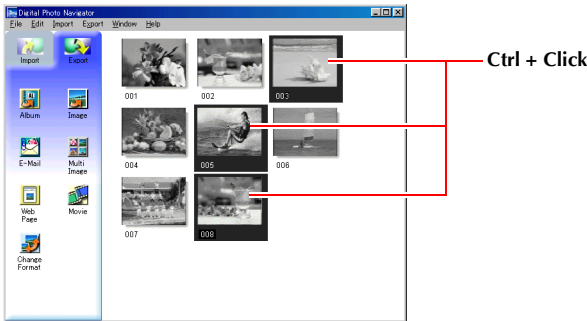 Digital Photo Navigator
File Edit Import Export Window Help
Import Export
Album Image
E-Mail Multi Image
Web Page Movie
Change Format
001 002 003
004 005 006
007 008
Ctrl + Click